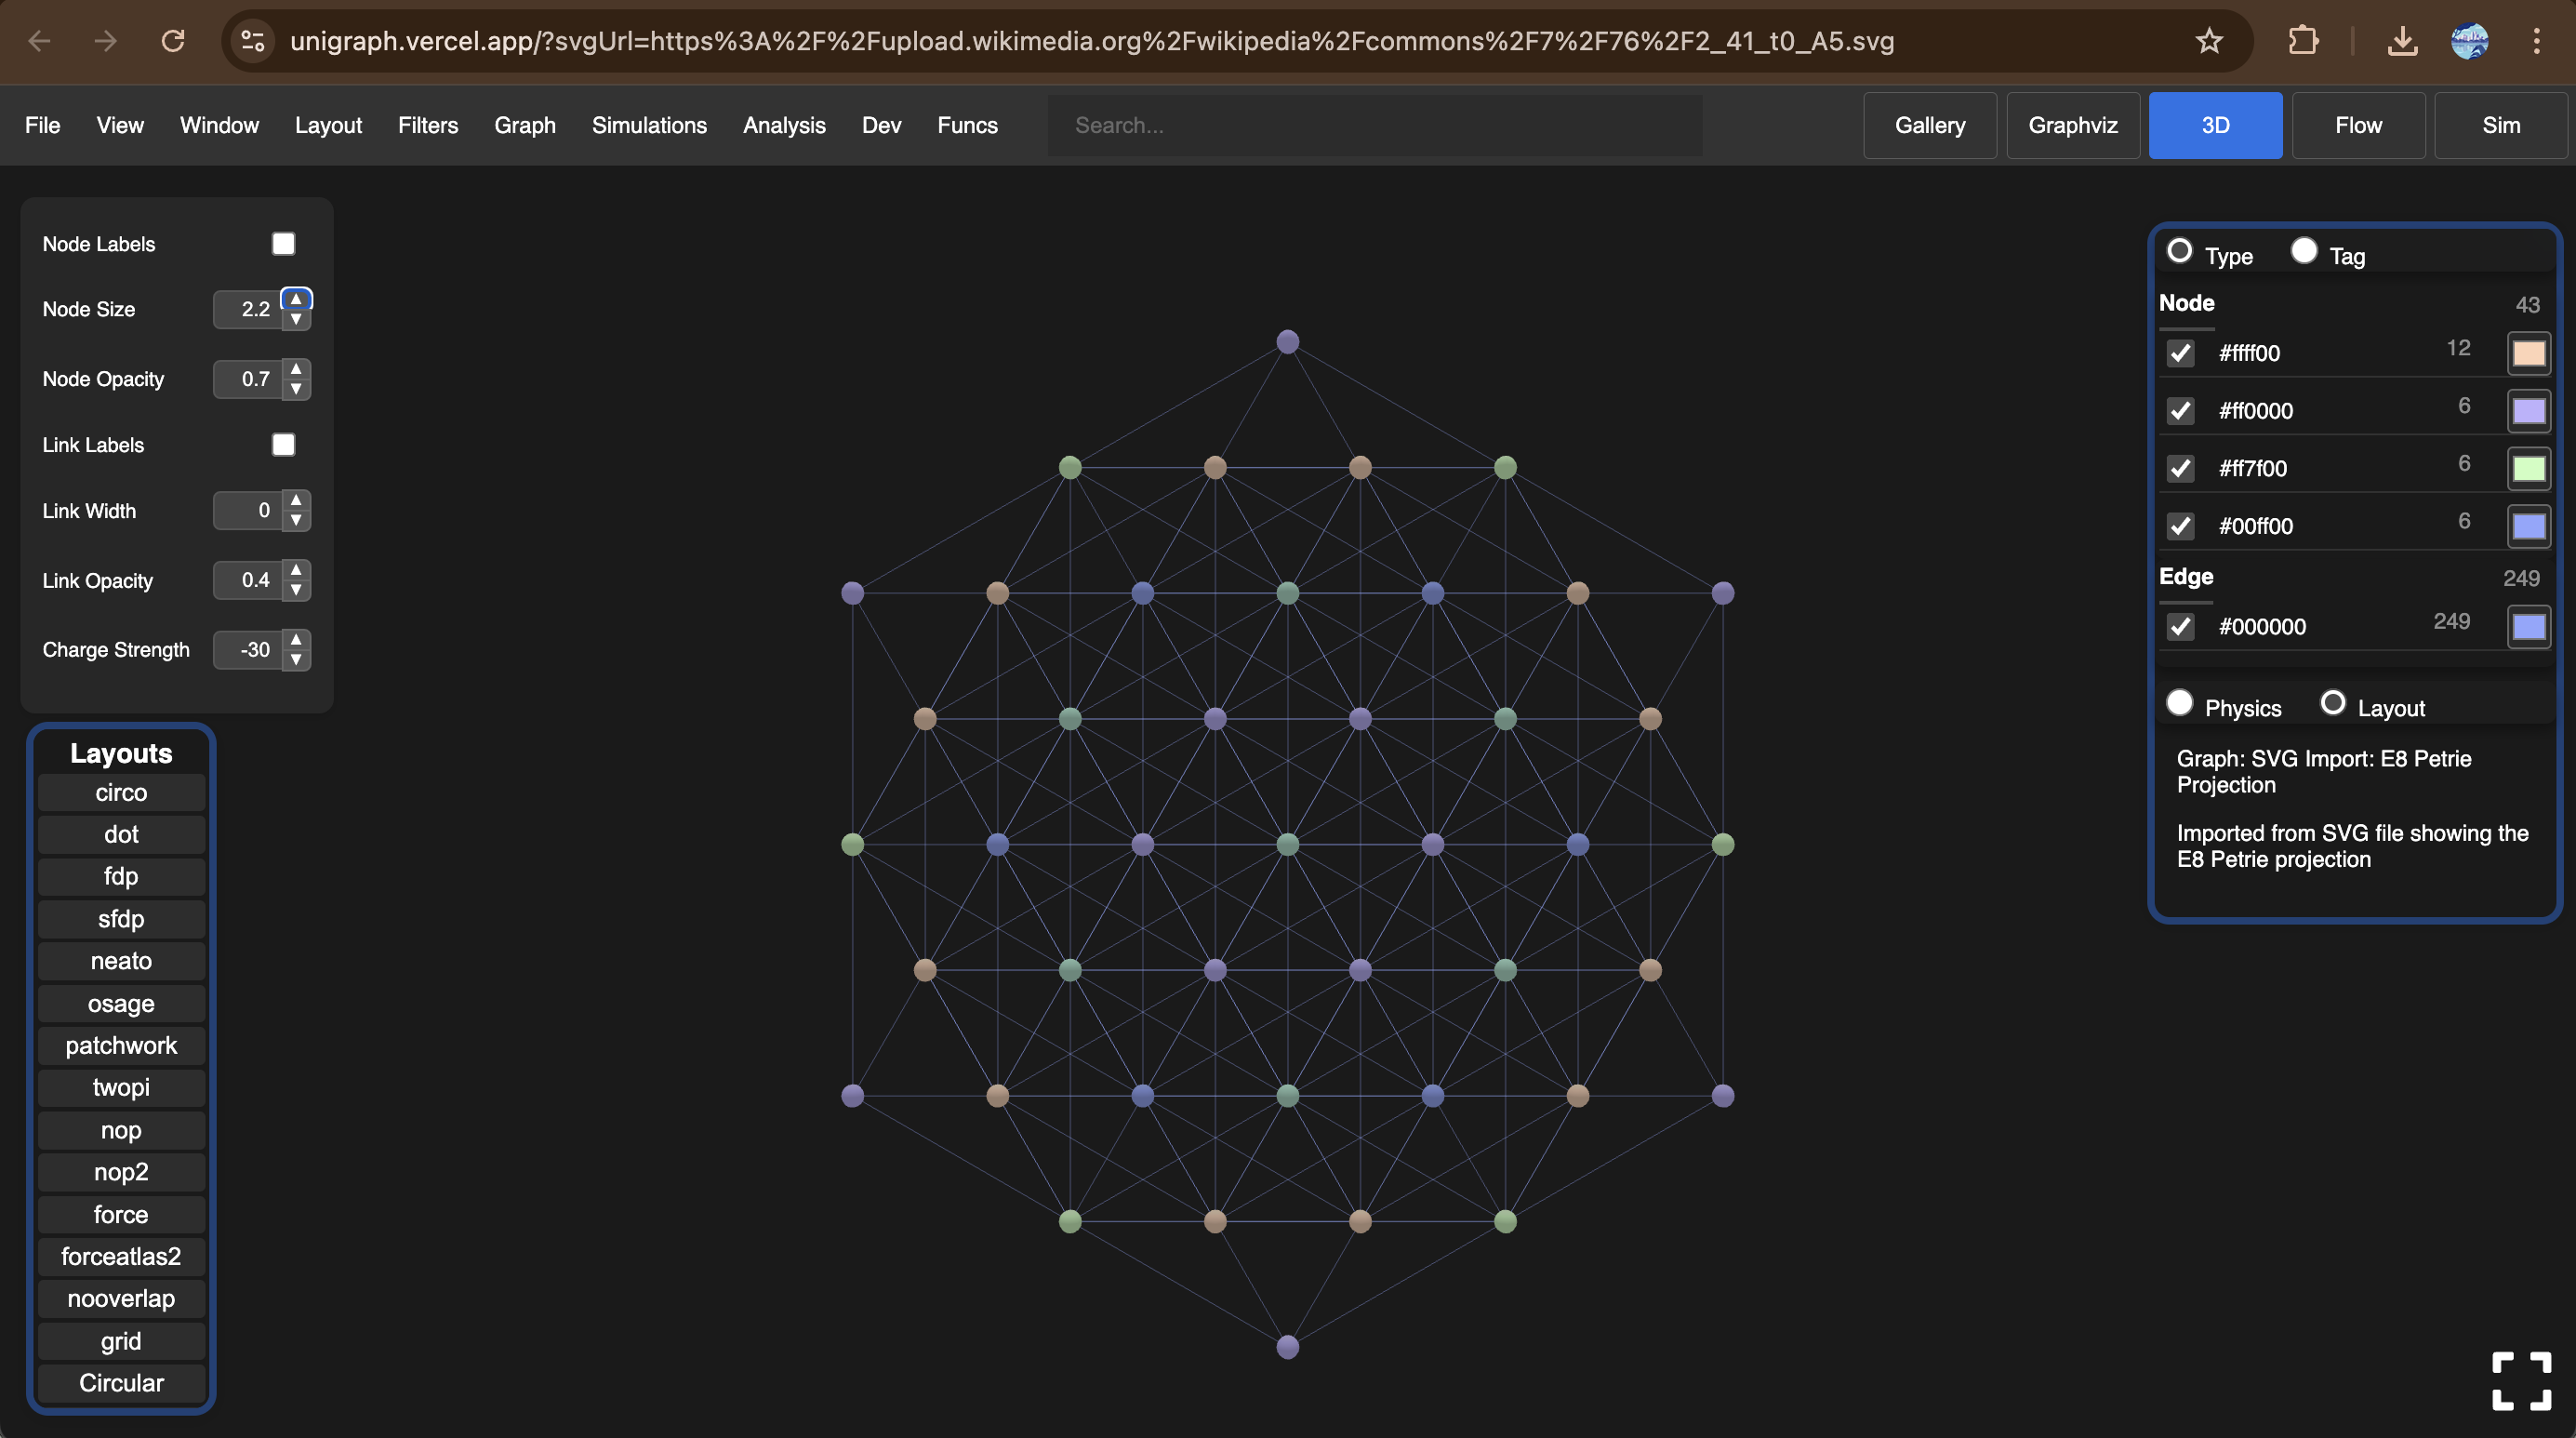 unigraph.vercel.app/?svgUrl=https%3A%2F%2Fupload.wikimedia.org%2Fwikipedia%2Fcommons%2F7%2F76%2F2_41_t0_A5.svg
File View Window Layout Filters Graph Simulations Analysis Dev Funcs Search... Gallery Graphviz 3D Flow Sim
Node Labels
Node Size 2.2
Node Opacity 0.7
Link Labels
Link Width 0
Link Opacity 0.4
Charge Strength -30
Layouts
circo
dot
fdp
sfdp
neato
osage
patchwork
twopi
nop
nop2
force
forceatlas2
nooverlap
grid
Circular
Type Tag
Node 43
#ffff00 12
#ff0000 6
#ff7f00 6
#00ff00 6
Edge 249
#000000 249
Physics Layout
Graph: SVG Import: E8 Petrie
Projection
Imported from SVG file showing the
E8 Petrie projection